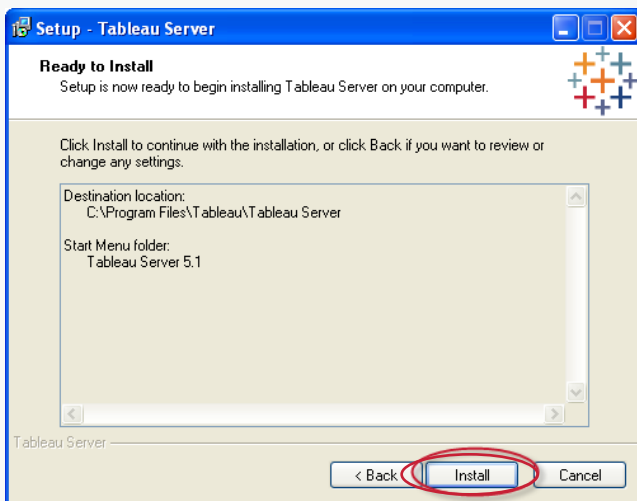 Setup - Tableau Server
Ready to Install
Setup is now ready to begin installing Tableau Server on your computer.
Click Install to continue with the installation, or click Back if you want to review or
change any settings.
Destination location:
C:\Program Files\Tableau\Tableau Server
Start Menu folder:
Tableau Server 5.1
Tableau Server
< Back
Install
Cancel